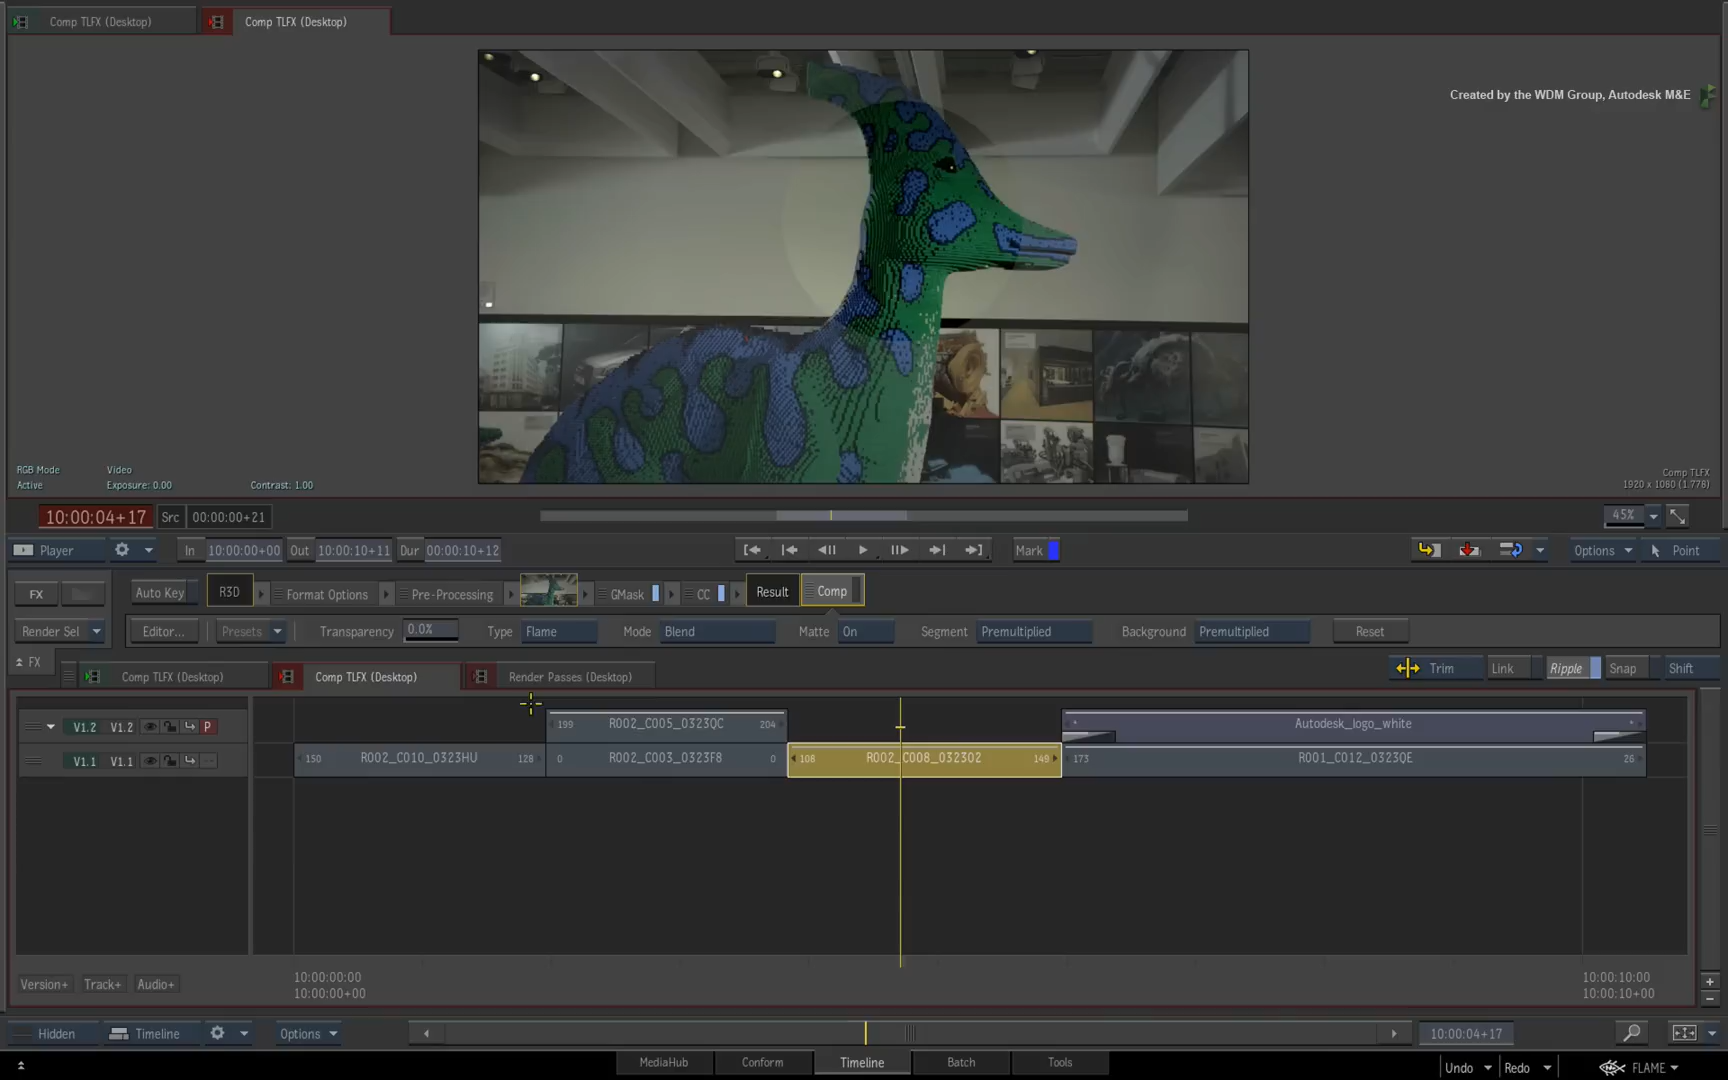 Comp TLFX (Desktop) Comp TLFX (Desktop)
Created by the WDM Group, Autodesk M&E
RGB Mode Video
Active Exposure: 0.00 Contrast: 1.00
Comp TLFX
1920 x 1080 (1.778)
10:00:04+17 Src 00:00:00+21 45%
Player In 10:00:00+00 Out 10:00:10+11 Dur 00:00:10+12 Mark Options Point
FX Auto Key R3D Format Options Pre-Processing GMask CC Result Comp
Render Sel Editor... Presets Transparency 0.0% Type Flame Mode Blend Matte On Segment Premultiplied Background Premultiplied Reset
FX Comp TLFX (Desktop) Comp TLFX (Desktop) Render Passes (Desktop) Trim Link Ripple Snap Shift
V1.2 V1.2 P 199 R002_C005_0323QC 204 Autodesk_logo_white
V1.1 V1.1 150 R002_C010_0323HU 128 0 R002_C003_0323F8 0 108 R002_C008_0323O2 149 173 R001_C012_0323QE 26
Version+ Track+ Audio+ 10:00:00:00 10:00:10:00
10:00:00+00 10:00:10+00
Hidden Timeline Options 10:00:04+17
MediaHub Conform Timeline Batch Tools Undo Redo FLAME